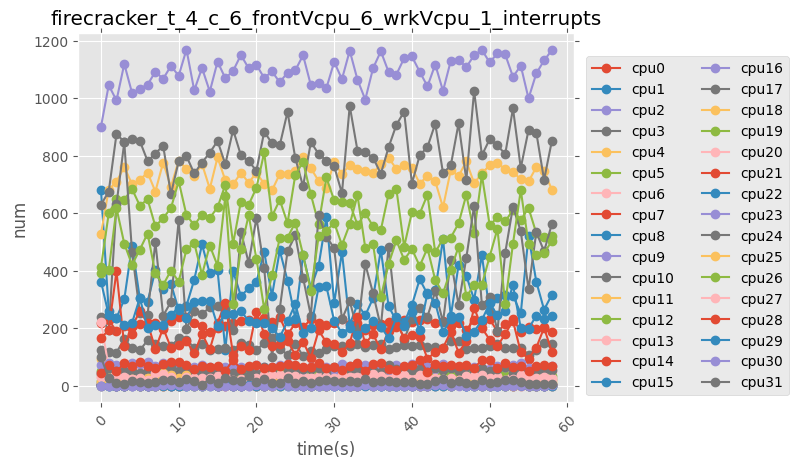 firecracker_t_4_c_6_frontVcpu_6_wrkVcpu_1_interrupts
1200
1000
800
600
400
200
0
num
0
10
20
30
40
50
60
time(s)
cpu0
cpu1
cpu2
cpu3
cpu4
cpu5
cpu6
cpu7
cpu8
cpu9
cpu10
cpu11
cpu12
cpu13
cpu14
cpu15
cpu16
cpu17
cpu18
cpu19
cpu20
cpu21
cpu22
cpu23
cpu24
cpu25
cpu26
cpu27
cpu28
cpu29
cpu30
cpu31